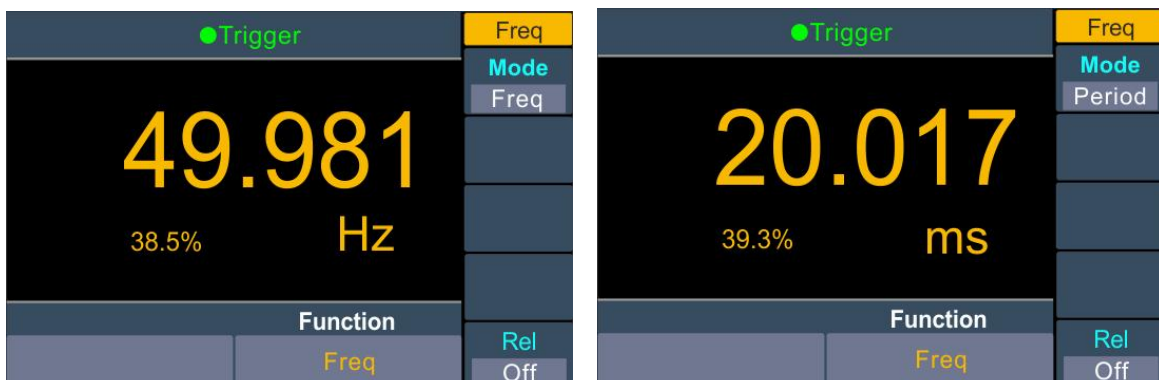 ●Trigger
Freq
Mode
Freq
49.981
38.5%
Hz
Function
Freq
Rel
Off
●Trigger
Freq
Mode
Period
20.017
39.3%
ms
Function
Freq
Rel
Off